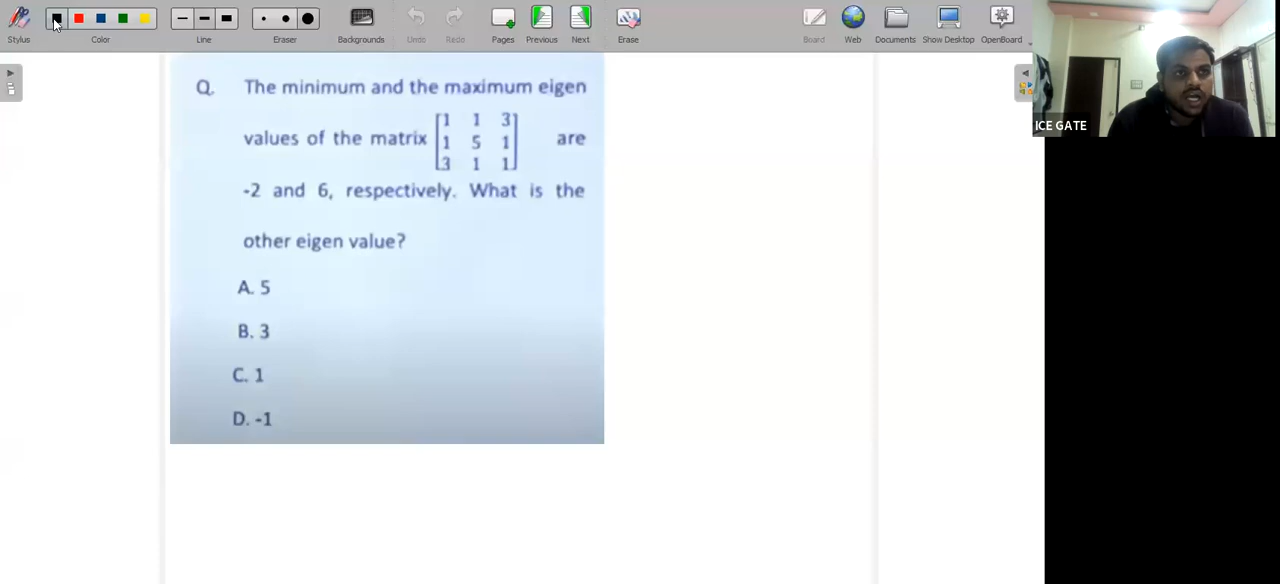 Stylus
Color
Line
Eraser
Backgrounds
Undo
Redo
Pages
Previous
Next
Erase
Board
Web
Documents
Show Desktop
OpenBoard
ICE GATE
Q. The minimum and the maximum eigen
values of the matrix [1 1 3
1 5 1
3 1 1] are
-2 and 6, respectively. What is the
other eigen value?
A. 5
B. 3
C. 1
D. -1